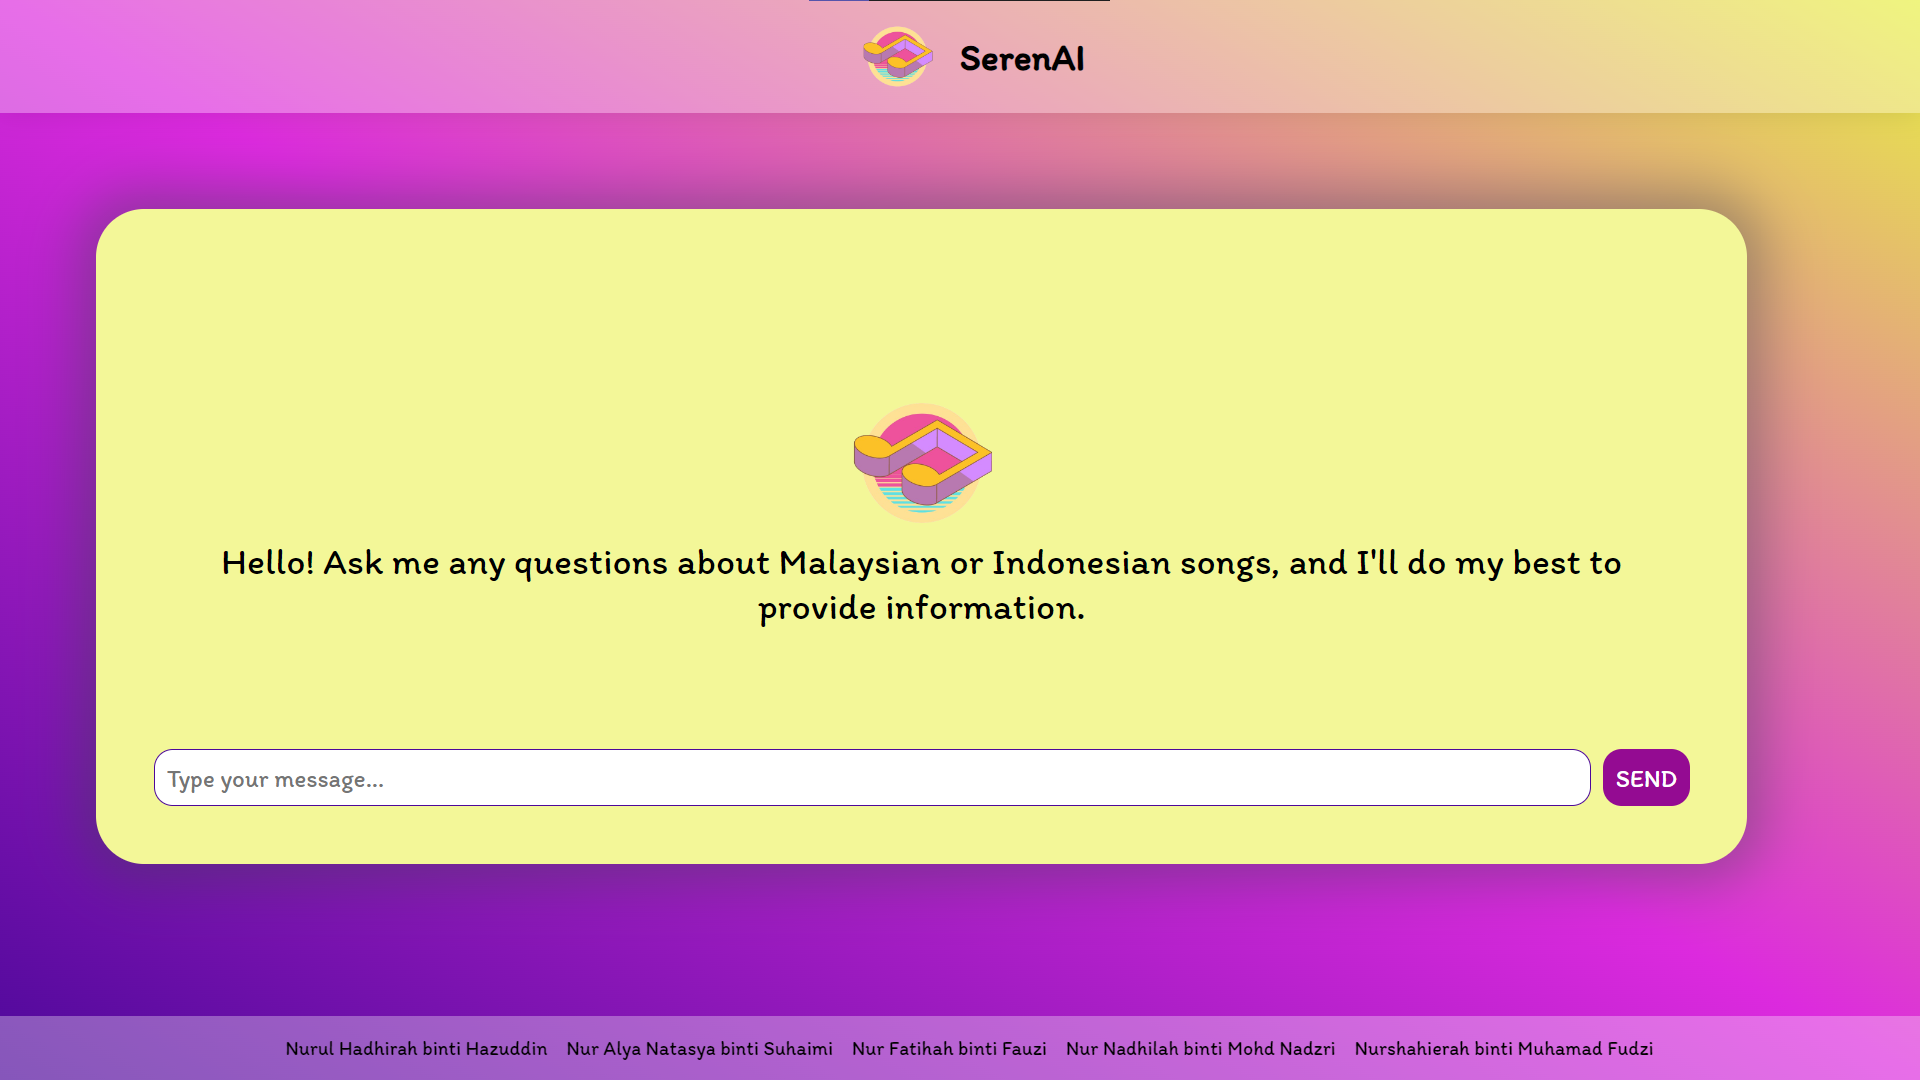 SerenAI
Hello! Ask me any questions about Malaysian or Indonesian songs, and I'll do my best to
provide information.
Type your message...
SEND
Nurul Hadhirah binti Hazuddin Nur Alya Natasya binti Suhaimi Nur Fatihah binti Fauzi Nur Nadhilah binti Mohd Nadzri Nurshahierah binti Muhamad Fudzi